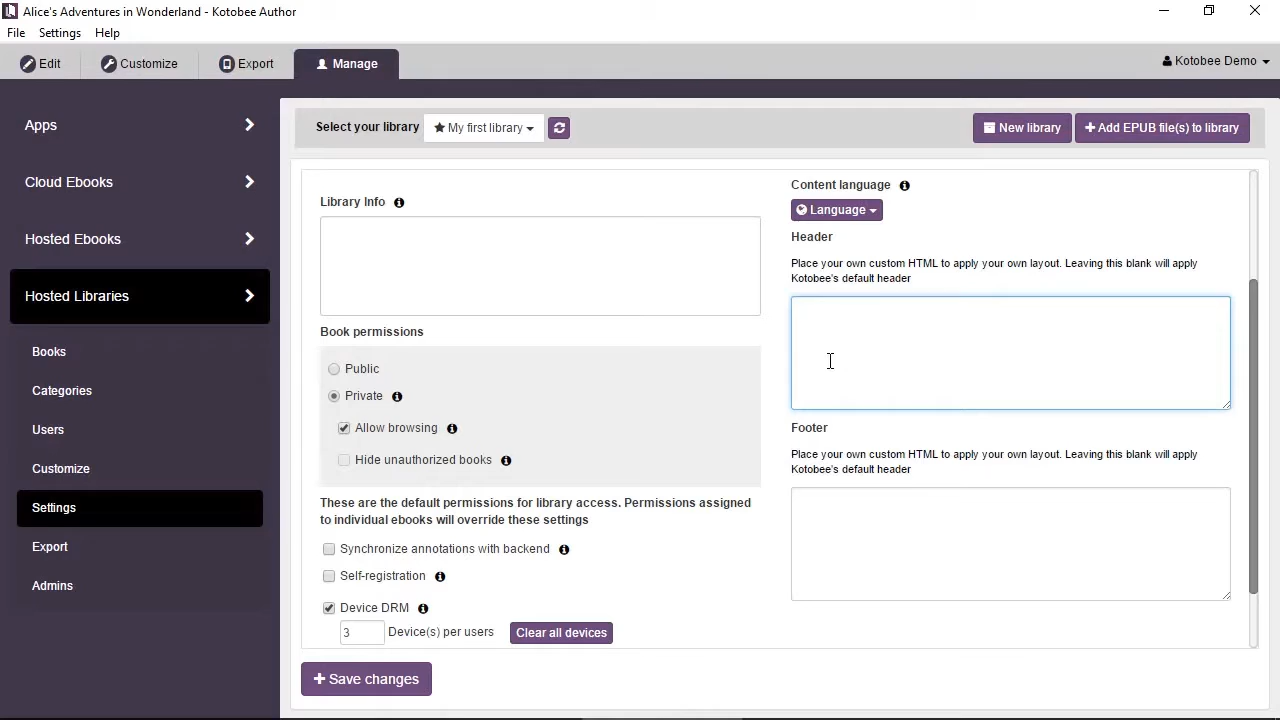 Alice's Adventures in Wonderland - Kotobee Author
File Settings Help
Edit Customize Export Manage Kotobee Demo
Apps
Cloud Ebooks
Hosted Ebooks
Hosted Libraries
Books
Categories
Users
Customize
Settings
Export
Admins
Select your library My first library New library Add EPUB file(s) to library
Library Info
Book permissions
Public
Private
Allow browsing
Hide unauthorized books
These are the default permissions for library access. Permissions assigned
to individual ebooks will override these settings
Synchronize annotations with backend
Self-registration
Device DRM
3 Device(s) per users Clear all devices
Content language
Language
Header
Place your own custom HTML to apply your own layout. Leaving this blank will apply
Kotobee's default header
Footer
Place your own custom HTML to apply your own layout. Leaving this blank will apply
Kotobee's default header
Save changes